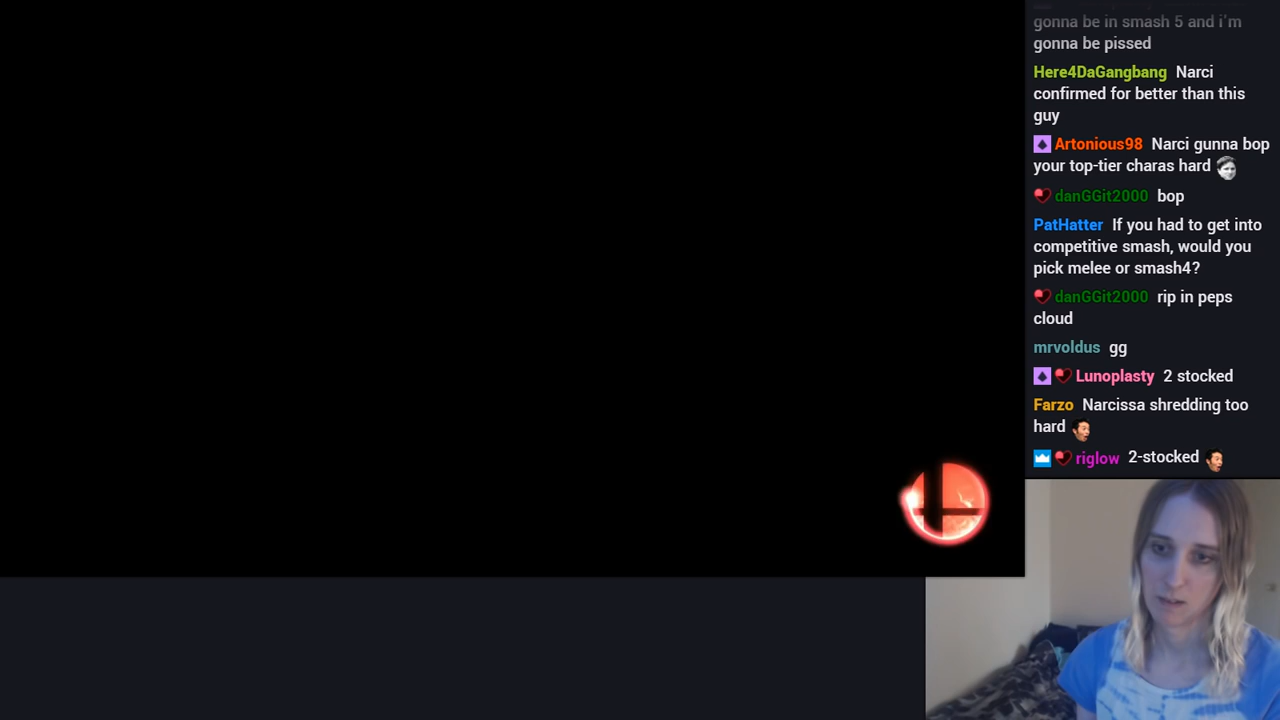 gonna be in smash 5 and i'm
gonna be pissed
Here4DaGangbang Narci
confirmed for better than this
guy
Artonious98 Narci gunna bop
your top-tier charas hard
danGGit2000 bop
PatHatter If you had to get into
competitive smash, would you
pick melee or smash4?
danGGit2000 rip in peps
cloud
mrvoldus gg
Lunoplasty 2 stocked
Farzo Narcissa shredding too
hard
riglow 2-stocked